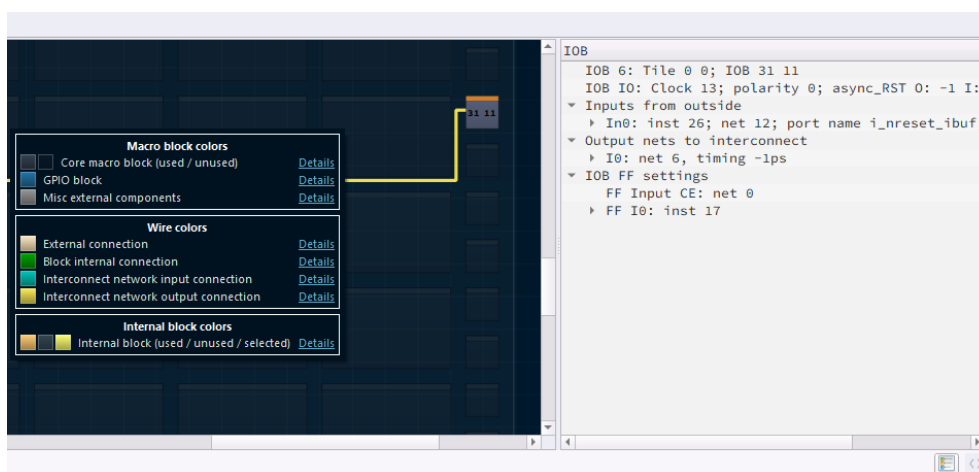 31 11
Macro block colors
Core macro block (used / unused) Details
GPIO block Details
Misc external components Details
Wire colors
External connection Details
Block internal connection Details
Interconnect network input connection Details
Interconnect network output connection Details
Internal block colors
Internal block (used / unused / selected) Details
IOB
IOB 6: Tile 0 0; IOB 31 11
IOB IO: Clock 13; polarity 0; async_RST O: -1 I:
Inputs from outside
In0: inst 26; net 12; port name i_nreset_ibuf
Output nets to interconnect
I0: net 6, timing -1ps
IOB FF settings
FF Input CE: net 0
FF I0: inst 17